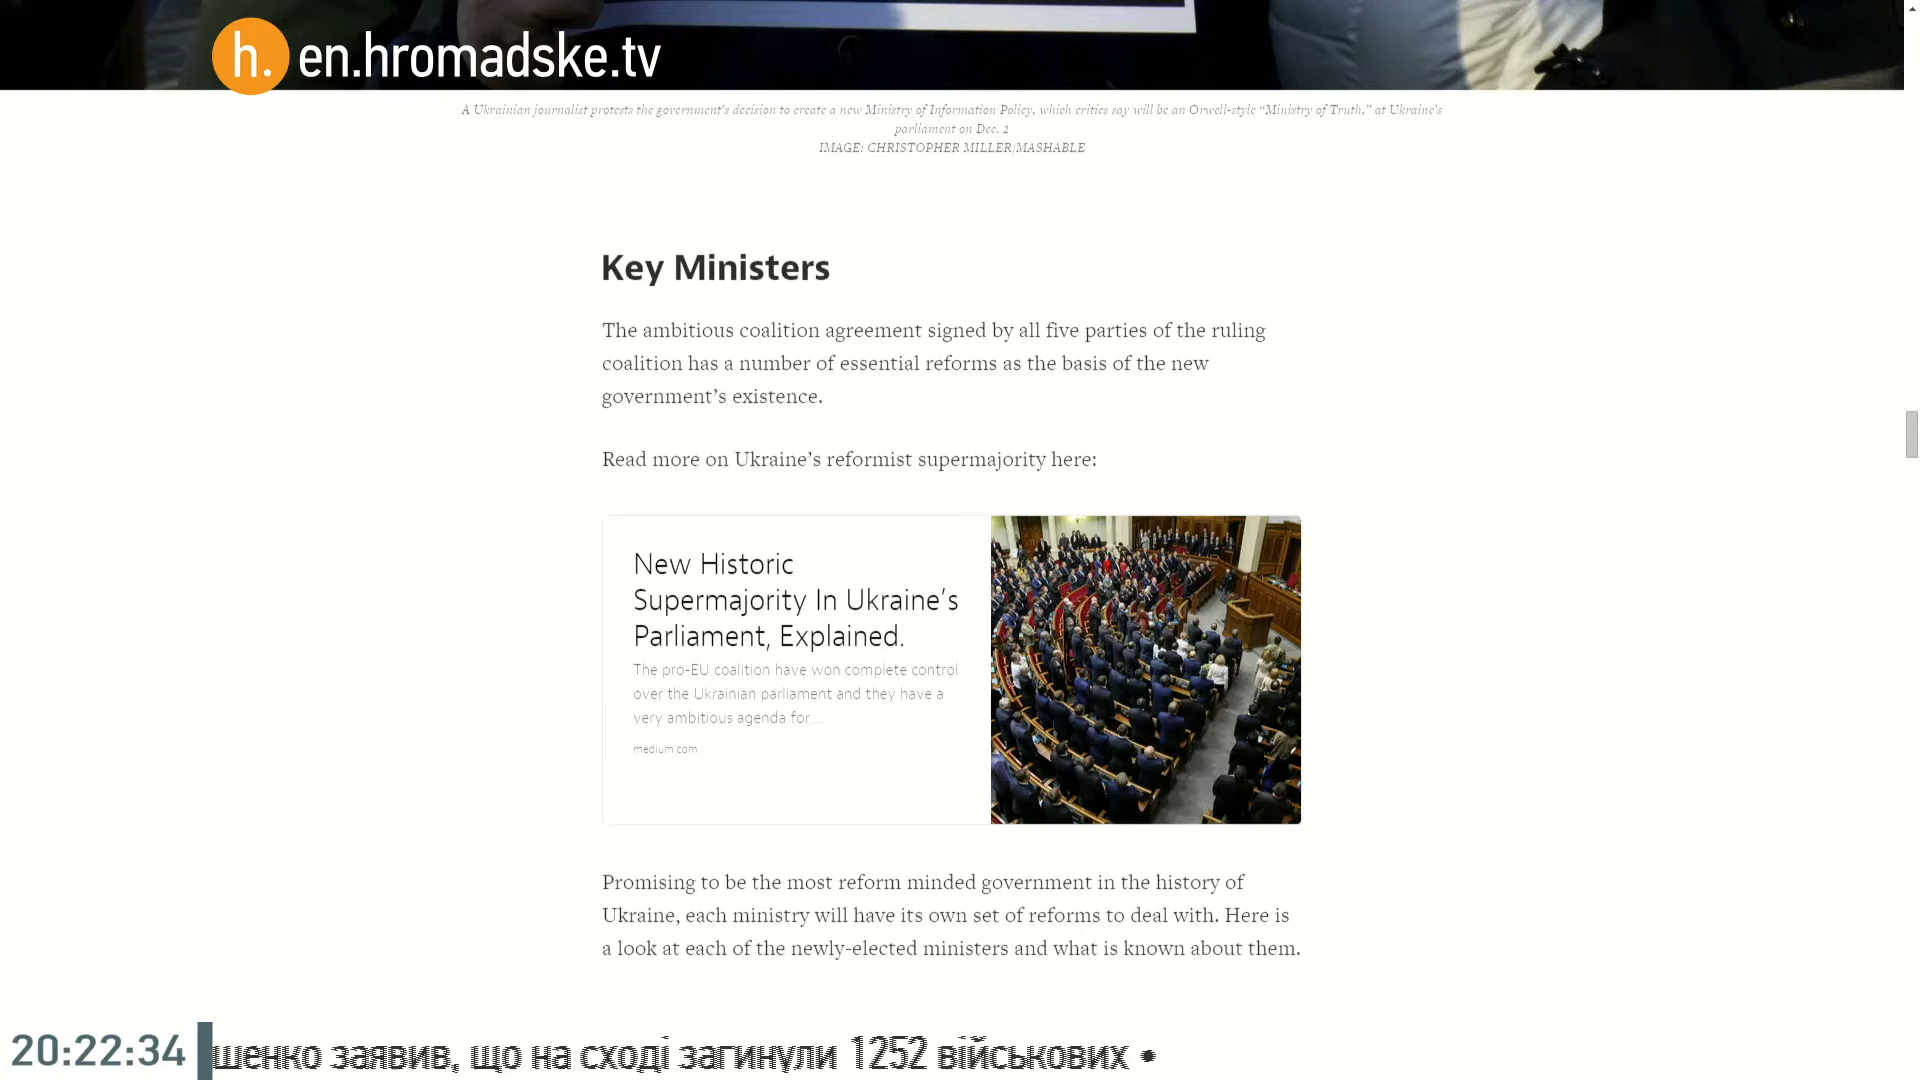 h. en.hromadske.tv
A Ukrainian journalist protests the government's decision to create a new Ministry of Information Policy, which critics say will be an Orwell-style “Ministry of Truth,” at Ukraine's
parliament on Dec. 2
IMAGE: CHRISTOPHER MILLER/MASHABLE
Key Ministers
The ambitious coalition agreement signed by all five parties of the ruling
coalition has a number of essential reforms as the basis of the new
government’s existence.
Read more on Ukraine’s reformist supermajority here:
New Historic
Supermajority In Ukraine’s
Parliament, Explained.
The pro-EU coalition have won complete control
over the Ukrainian parliament and they have a
very ambitious agenda for…
medium.com
Promising to be the most reform minded government in the history of
Ukraine, each ministry will have its own set of reforms to deal with. Here is
a look at each of the newly-elected ministers and what is known about them.
20:22:34 шенко заявив, що на сході загинули 1252 військових •